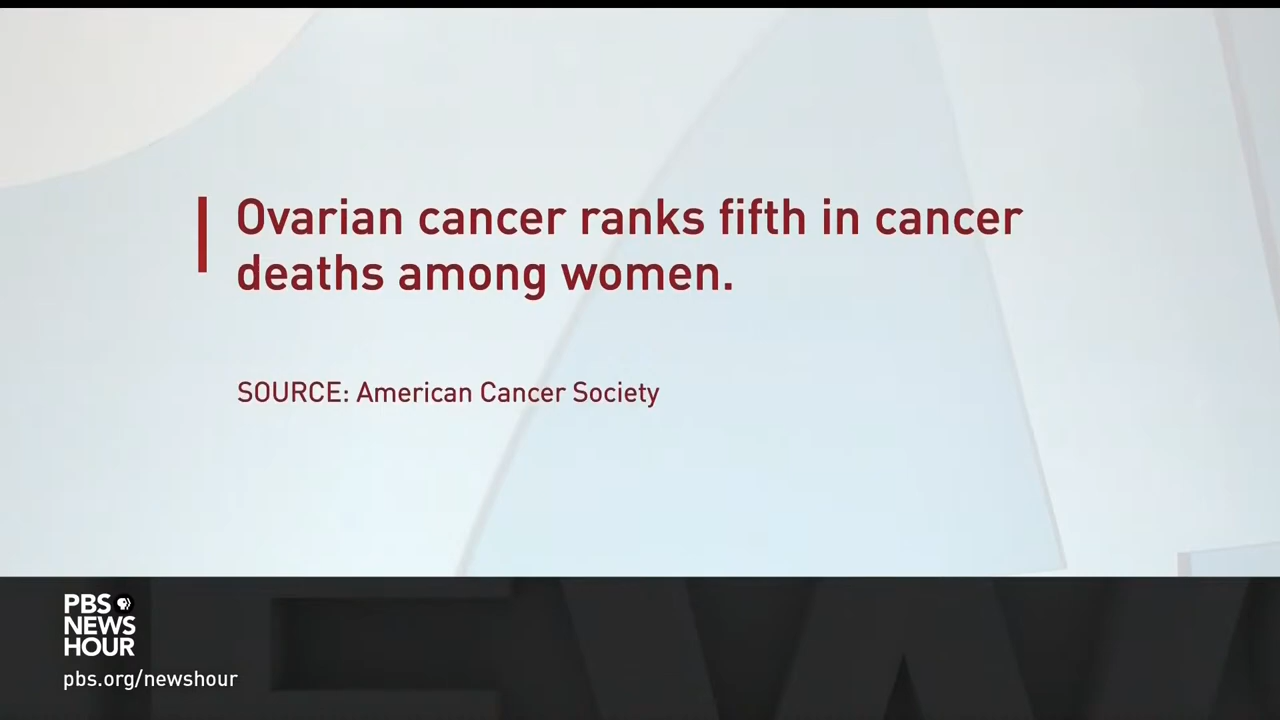 Ovarian cancer ranks fifth in cancer
deaths among women.
SOURCE: American Cancer Society
PBS
NEWS
HOUR
pbs.org/newshour